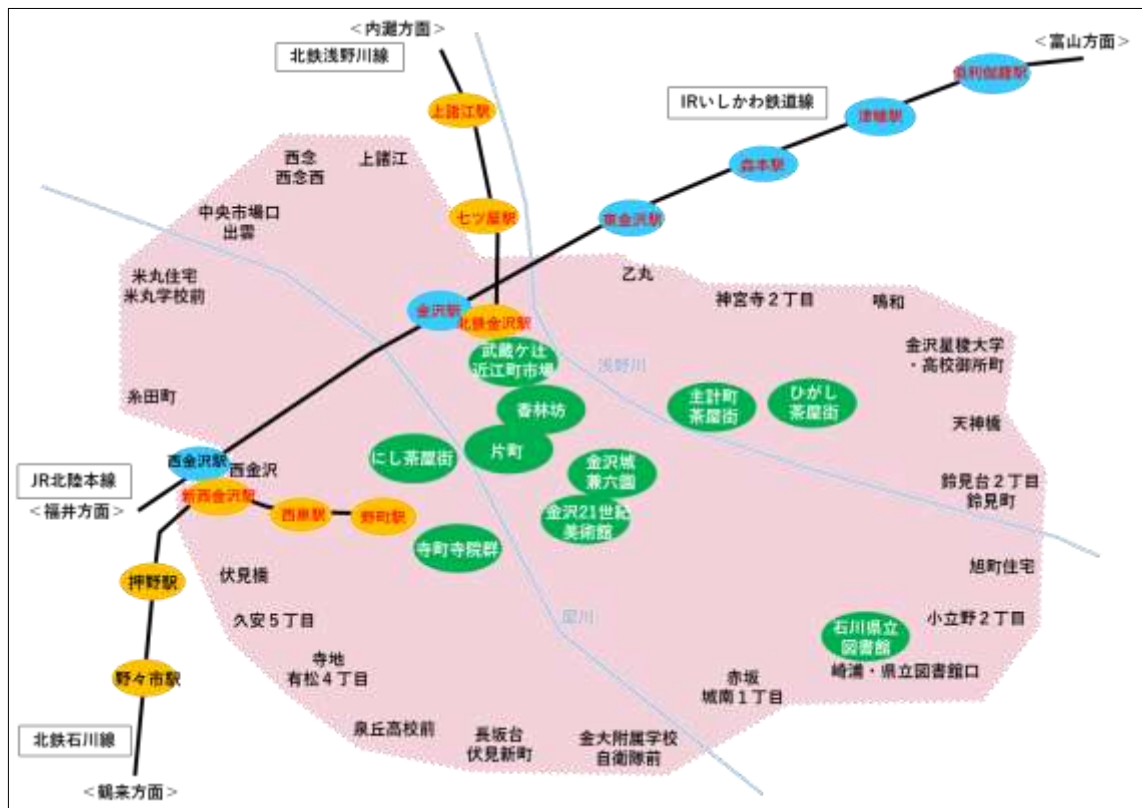 <内灘方面>
北鉄浅野川線
<富山方面>
倶利伽羅駅
IRいしかわ鉄道線
津幡駅
上諸江駅
森本駅
西念
西念西
上諸江
七ツ屋駅
東金沢駅
中央市場口
出雲
乙丸
米丸住宅
米丸学校前
神宮寺2丁目
鳴和
金沢駅
北鉄金沢駅
武蔵ケ辻
近江町市場
浅野川
金沢星稜大学
・高校御所町
糸田町
香林坊
主計町
茶屋街
ひがし
茶屋街
天神橋
片町
にし茶屋街
西金沢駅
西金沢
金沢城
兼六園
JR北陸本線
<福井方面>
鈴見台2丁目
鈴見町
新西金沢駅
西泉駅
野町駅
金沢21世紀
美術館
寺町寺院群
押野駅
伏見橋
旭町住宅
久安5丁目
犀川
小立野2丁目
石川県立
図書館
崎浦・県立図書館口
寺地
有松4丁目
野々市駅
赤坂
城南1丁目
泉丘高校前
長坂台
伏見新町
金大附属学校
自衛隊前
北鉄石川線
<鶴来方面>